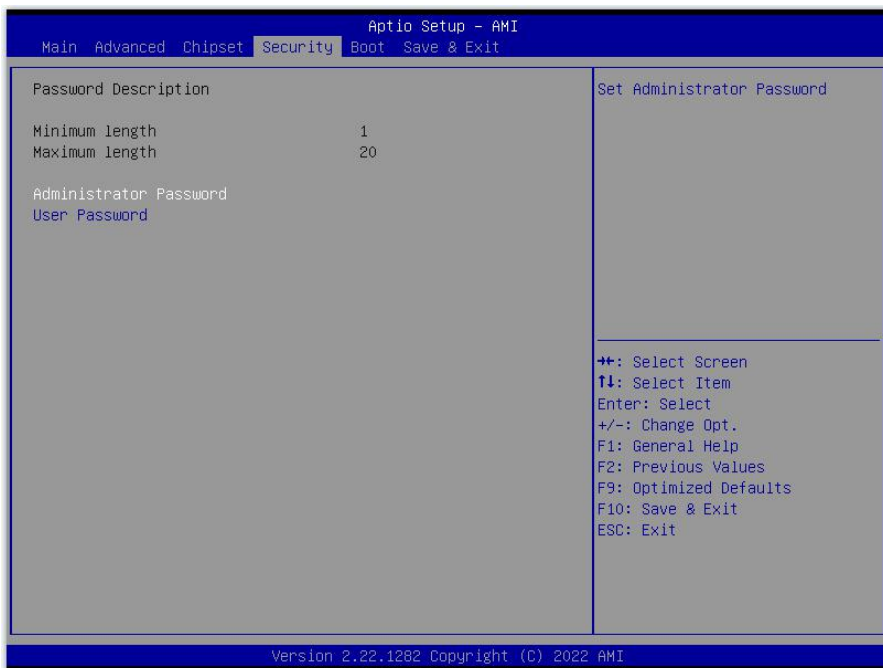 Aptio Setup – AMI
Main Advanced Chipset Security Boot Save & Exit
Password Description
Minimum length 1
Maximum length 20
Administrator Password
User Password
Set Administrator Password
→←: Select Screen
↑↓: Select Item
Enter: Select
+/-: Change Opt.
F1: General Help
F2: Previous Values
F9: Optimized Defaults
F10: Save & Exit
ESC: Exit
Version 2.22.1282 Copyright (C) 2022 AMI